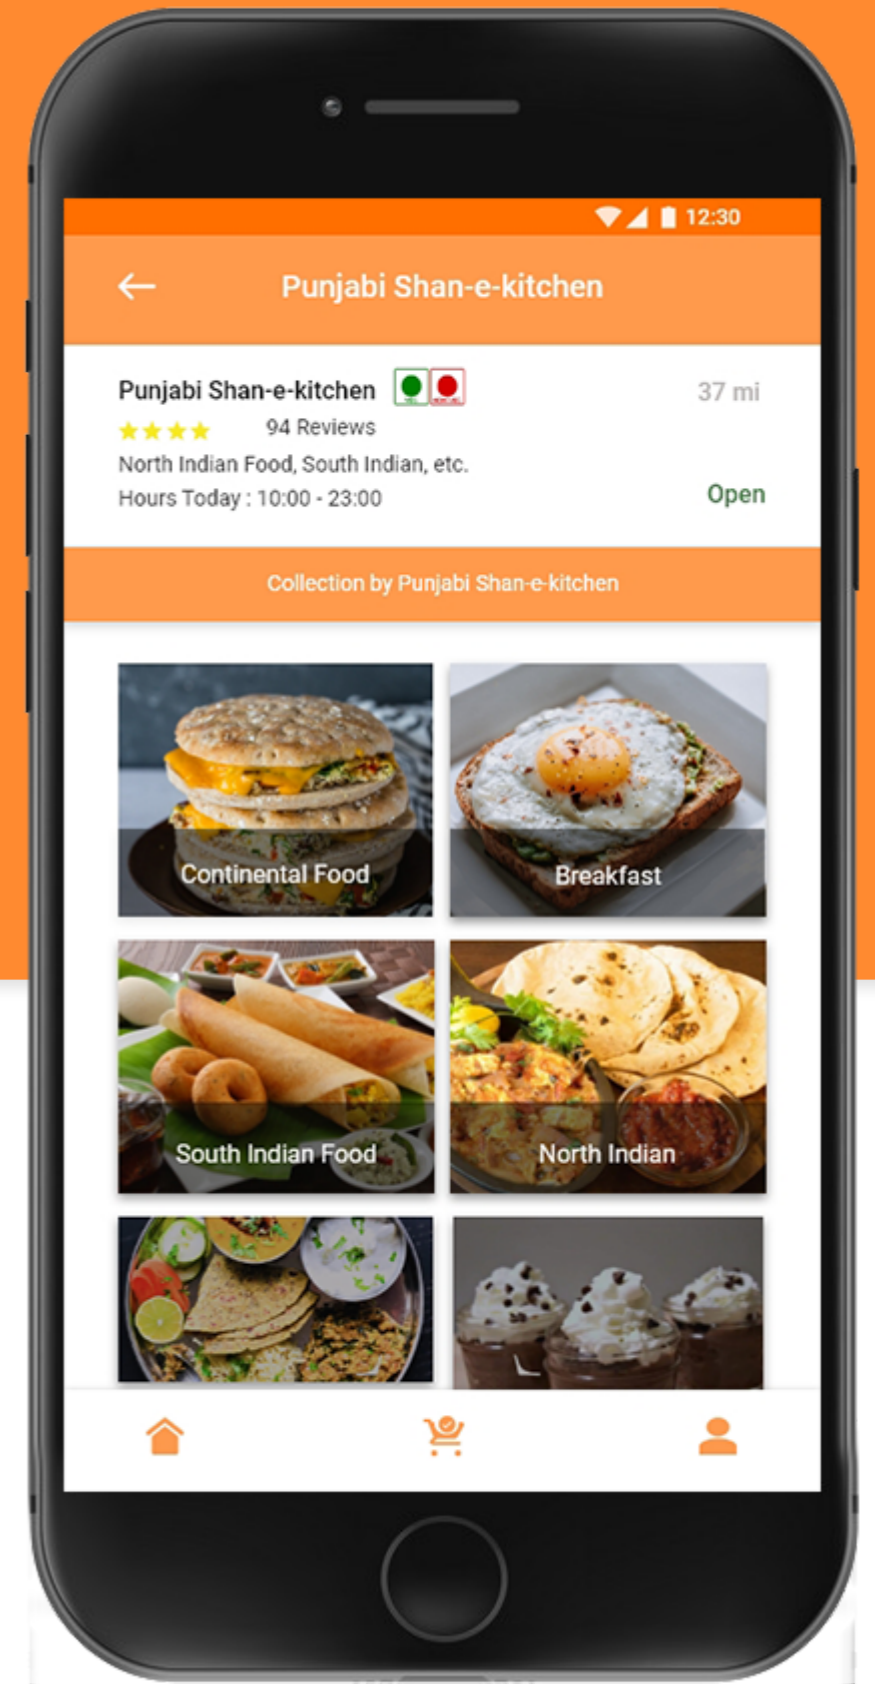 12:30
Punjabi Shan-e-kitchen
Punjabi Shan-e-kitchen
37 mi
94 Reviews
North Indian Food, South Indian, etc.
Hours Today : 10:00 - 23:00
Open
Collection by Punjabi Shan-e-kitchen
Continental Food
Breakfast
South Indian Food
North Indian